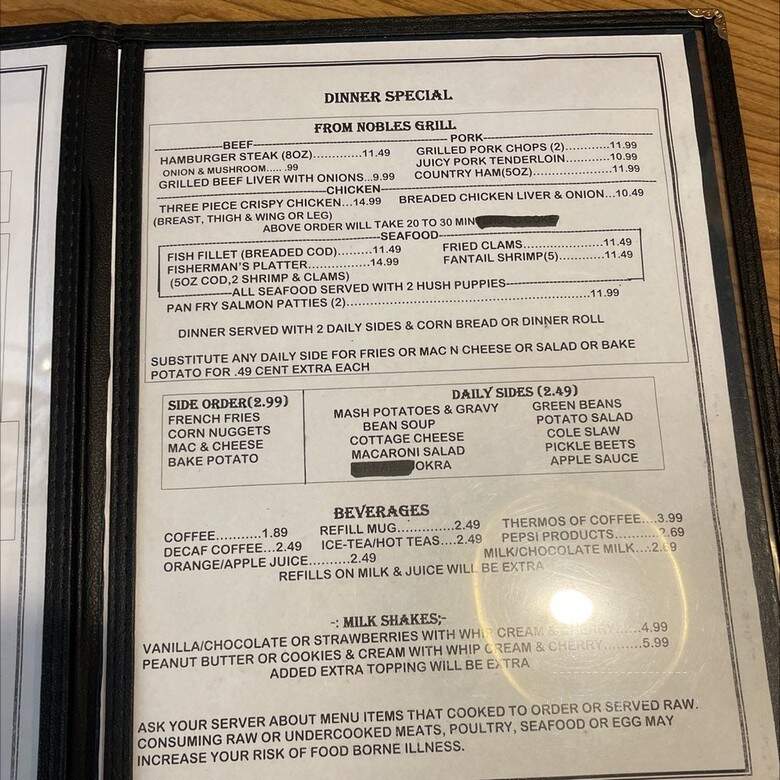 DINNER SPECIAL
FROM NOBLES GRILL
BEEF
PORK
HAMBURGER STEAK (8OZ)............11.49
GRILLED PORK CHOPS (2)...........11.99
ONION & MUSHROOM..... .99
JUICY PORK TENDERLOIN...........10.99
GRILLED BEEF LIVER WITH ONIONS...9.99
COUNTRY HAM(5OZ)....................11.99
CHICKEN
THREE PIECE CRISPY CHICKEN...14.99
BREADED CHICKEN LIVER & ONION...10.49
(BREAST, THIGH & WING OR LEG)
ABOVE ORDER WILL TAKE 20 TO 30 MIN
SEAFOOD
FISH FILLET (BREADED COD).........11.49
FRIED CLAMS....................11.49
FISHERMAN'S PLATTER...............14.99
FANTAIL SHRIMP(5)............11.49
(5OZ COD,2 SHRIMP & CLAMS)
ALL SEAFOOD SERVED WITH 2 HUSH PUPPIES
PAN FRY SALMON PATTIES (2)..........................................................11.99
DINNER SERVED WITH 2 DAILY SIDES & CORN BREAD OR DINNER ROLL
SUBSTITUTE ANY DAILY SIDE FOR FRIES OR MAC N CHEESE OR SALAD OR BAKE
POTATO FOR .49 CENT EXTRA EACH
SIDE ORDER(2.99)
FRENCH FRIES
CORN NUGGETS
MAC & CHEESE
BAKE POTATO
DAILY SIDES (2.49)
MASH POTATOES & GRAVY
GREEN BEANS
BEAN SOUP
POTATO SALAD
COTTAGE CHEESE
COLE SLAW
MACARONI SALAD
PICKLE BEETS
OKRA
APPLE SAUCE
BEVERAGES
COFFEE...........1.89
REFILL MUG..............2.49
THERMOS OF COFFEE....3.99
DECAF COFFEE...2.49
ICE-TEA/HOT TEAS....2.49
PEPSI PRODUCTS...........2.69
ORANGE/APPLE JUICE..........2.49
MILK/CHOCOLATE MILK...
REFILLS ON MILK & JUICE WILL BE EXTRA
-: MILK SHAKES;-
VANILLA/CHOCOLATE OR STRAWBERRIES WITH WHIP CREAM & CHERRY......4.99
PEANUT BUTTER OR COOKIES & CREAM WITH WHIP CREAM & CHERRY.........5.99
ADDED EXTRA TOPPING WILL BE EXTRA
ASK YOUR SERVER ABOUT MENU ITEMS THAT COOKED TO ORDER OR SERVED RAW.
CONSUMING RAW OR UNDERCOOKED MEATS, POULTRY, SEAFOOD OR EGG MAY
INCREASE YOUR RISK OF FOOD BORNE ILLNESS.